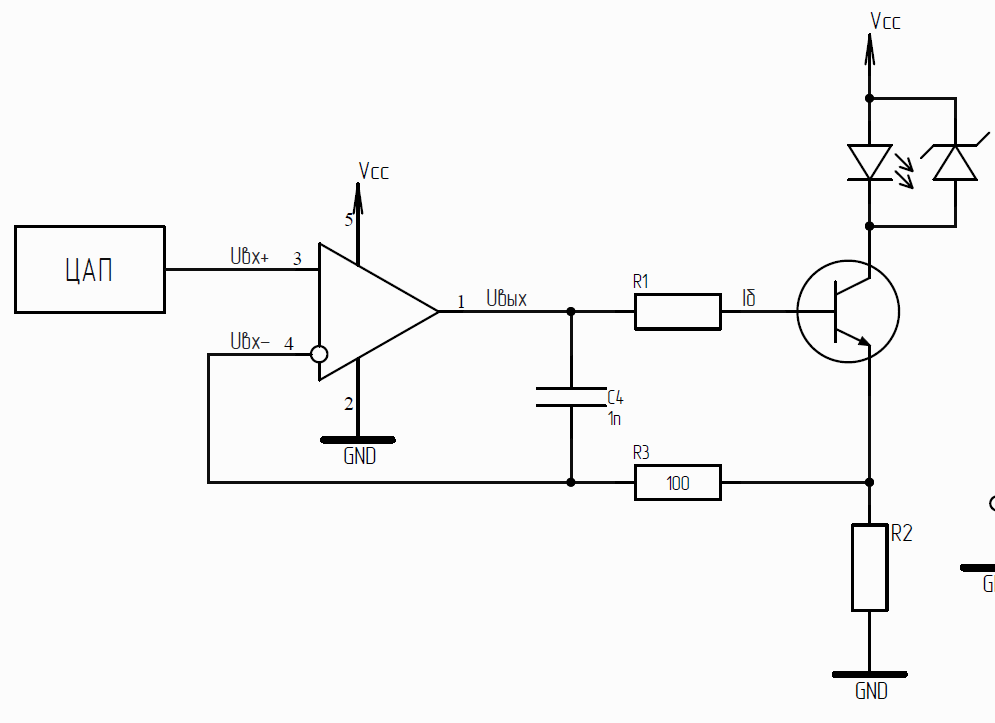 Vcc
Vcc
5
ЦАП
Uвх+ 3
1 Uвых
R1
Iб
Uвх– 4
2
C4
1n
GND
R3
100
R2
GND